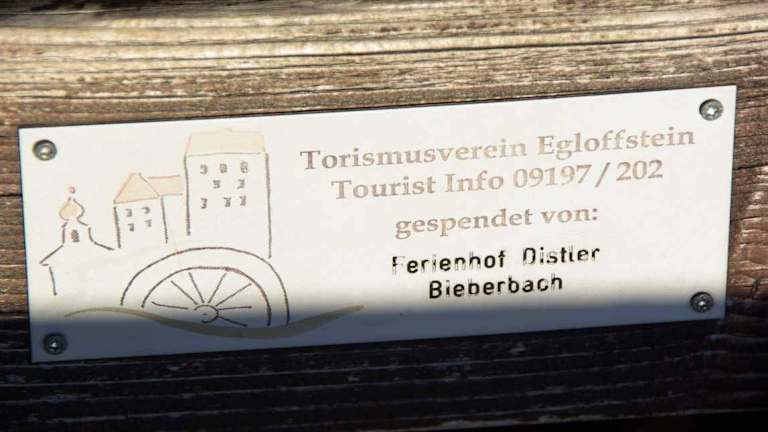 Torismusverein Egloffstein
Tourist Info 09197 / 202
gespendet von:
Ferienhof Distler
Bieberbach